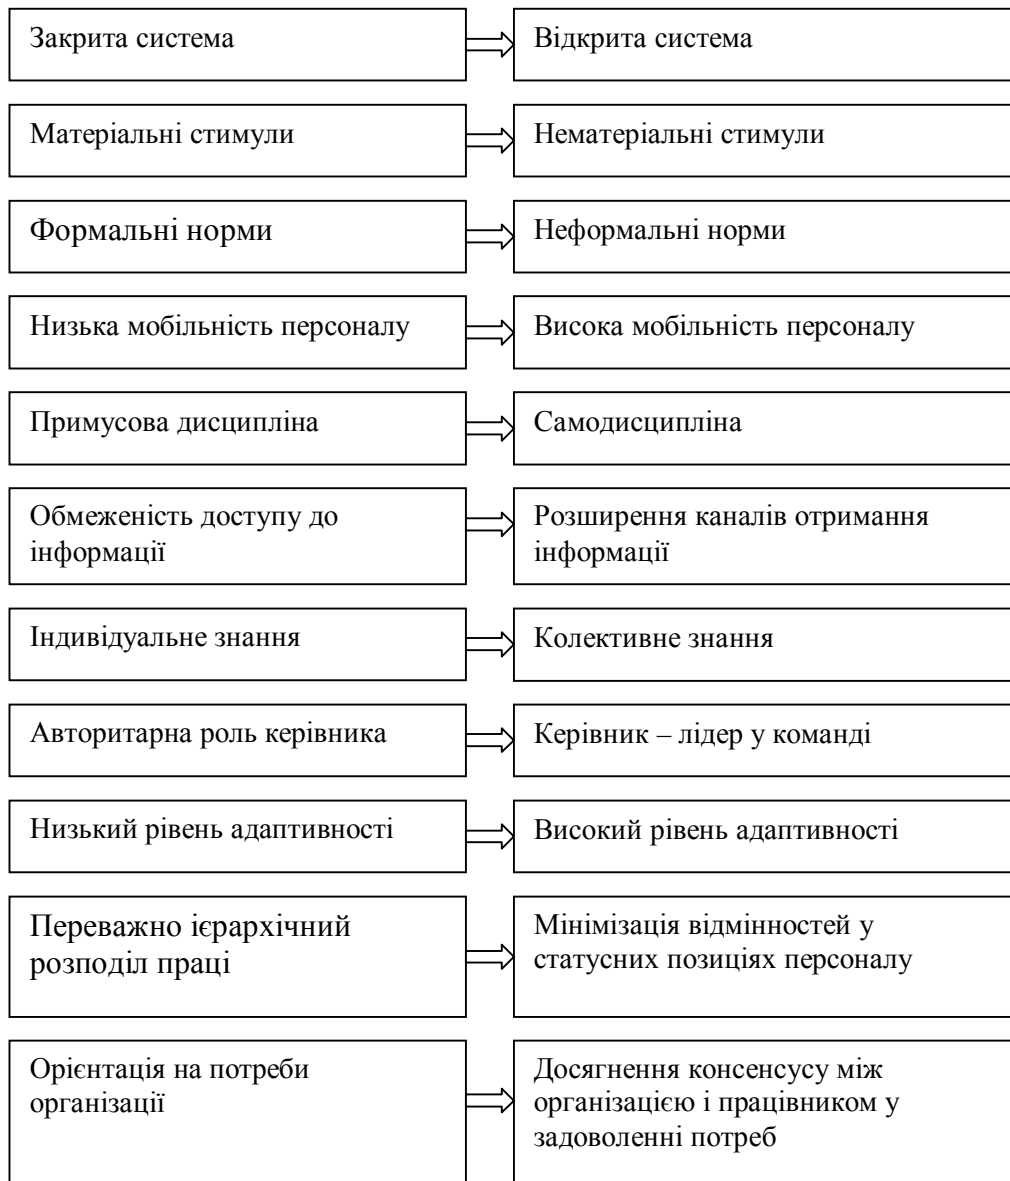 Закрита система
Відкрита система
Матеріальні стимули
Нематеріальні стимули
Формальні норми
Неформальні норми
Низька мобільність персоналу
Висока мобільність персоналу
Примусова дисципліна
Самодисципліна
Обмеженість доступу до
інформації
Розширення каналів отримання
інформації
Індивідуальне знання
Колективне знання
Авторитарна роль керівника
Керівник – лідер у команді
Низький рівень адаптивності
Високий рівень адаптивності
Переважно ієрархічний
розподіл праці
Мінімізація відмінностей у
статусних позиціях персоналу
Орієнтація на потреби
організації
Досягнення консенсусу між
організацією і працівником у
задоволенні потреб